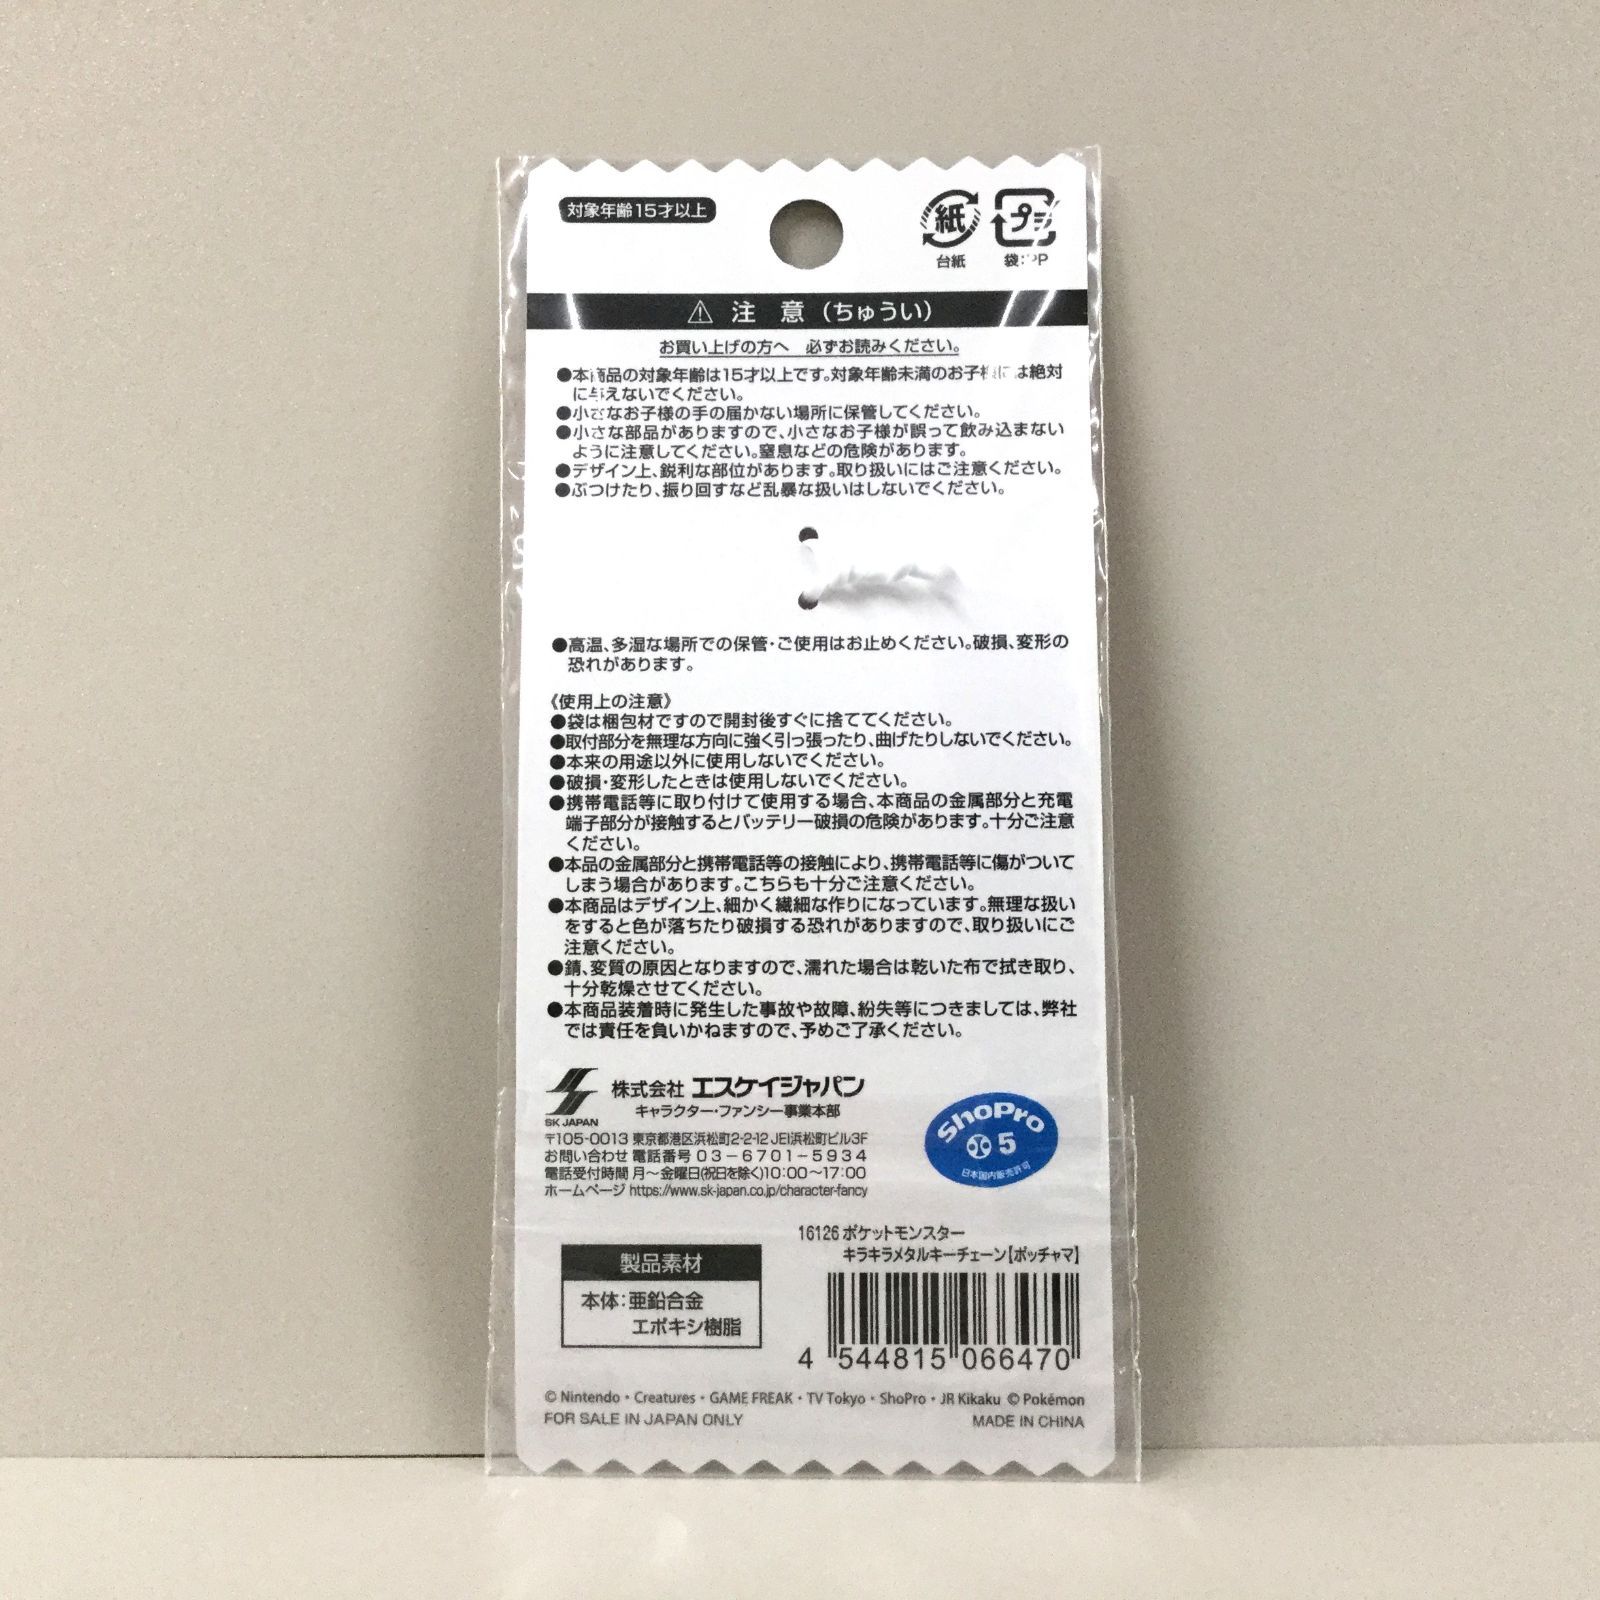 対象年齢15才以上
紙
プラ
台紙
袋:PP
注意(ちゅうい)
お買い上げの方へ 必ずお読みください。
●本商品の対象年齢は15才以上です。対象年齢未満のお子様には絶対
に与えないでください。
●小さなお子様の手の届かない場所に保管してください。
●小さな部品がありますので、小さなお子様が誤って飲み込まない
ように注意してください。窒息などの危険があります。
●デザイン上、鋭利な部位があります。取り扱いにはご注意ください。
●ぶつけたり、振り回すなど乱暴な扱いはしないでください。
●高温、多湿な場所での保管・ご使用はお止めください。破損、変形の
恐れがあります。
《使用上の注意》
●袋は梱包材ですので開封後すぐに捨ててください。
●取付部分を無理な方向に強く引っ張ったり、曲げたりしないでください。
●本来の用途以外に使用しないでください。
●破損・変形したときは使用しないでください。
●携帯電話等に取り付けて使用する場合、本商品の金属部分と充電
端子部分が接触するとバッテリー破損の危険があります。十分ご注意
ください。
●本品の金属部分と携帯電話等の接触により、携帯電話等に傷がついて
しまう場合があります。こちらも十分ご注意ください。
●本商品はデザイン上、細かく繊細な作りになっています。無理な扱い
をすると色が落ちたり破損する恐れがありますので、取り扱いにご
注意ください。
●錆、変質の原因となりますので、濡れた場合は乾いた布で拭き取り、
十分乾燥させてください。
●本商品装着時に発生した事故や故障、紛失等につきましては、弊社
では責任を負いかねますので、予めご了承ください。
株式会社 エスケイジャパン
キャラクター・ファンシー事業本部
SK JAPAN
〒105-0013 東京都港区浜松町2-2-12 JEI浜松町ビル3F
お問い合わせ 電話番号 03-6701-5934
電話受付時間 月～金曜日(祝日を除く)10:00～17:00
ホームページ https://www.sk-japan.co.jp/character-fancy
ShoPro
5
日本国内販売許可
16126 ポケットモンスター
キラキラメタルキーチェーン【ポッチャマ】
製品素材
本体:亜鉛合金
エポキシ樹脂
4 544815 066470
© Nintendo・Creatures・GAME FREAK・TV Tokyo・ShoPro・JR Kikaku © Pokémon
FOR SALE IN JAPAN ONLY
MADE IN CHINA